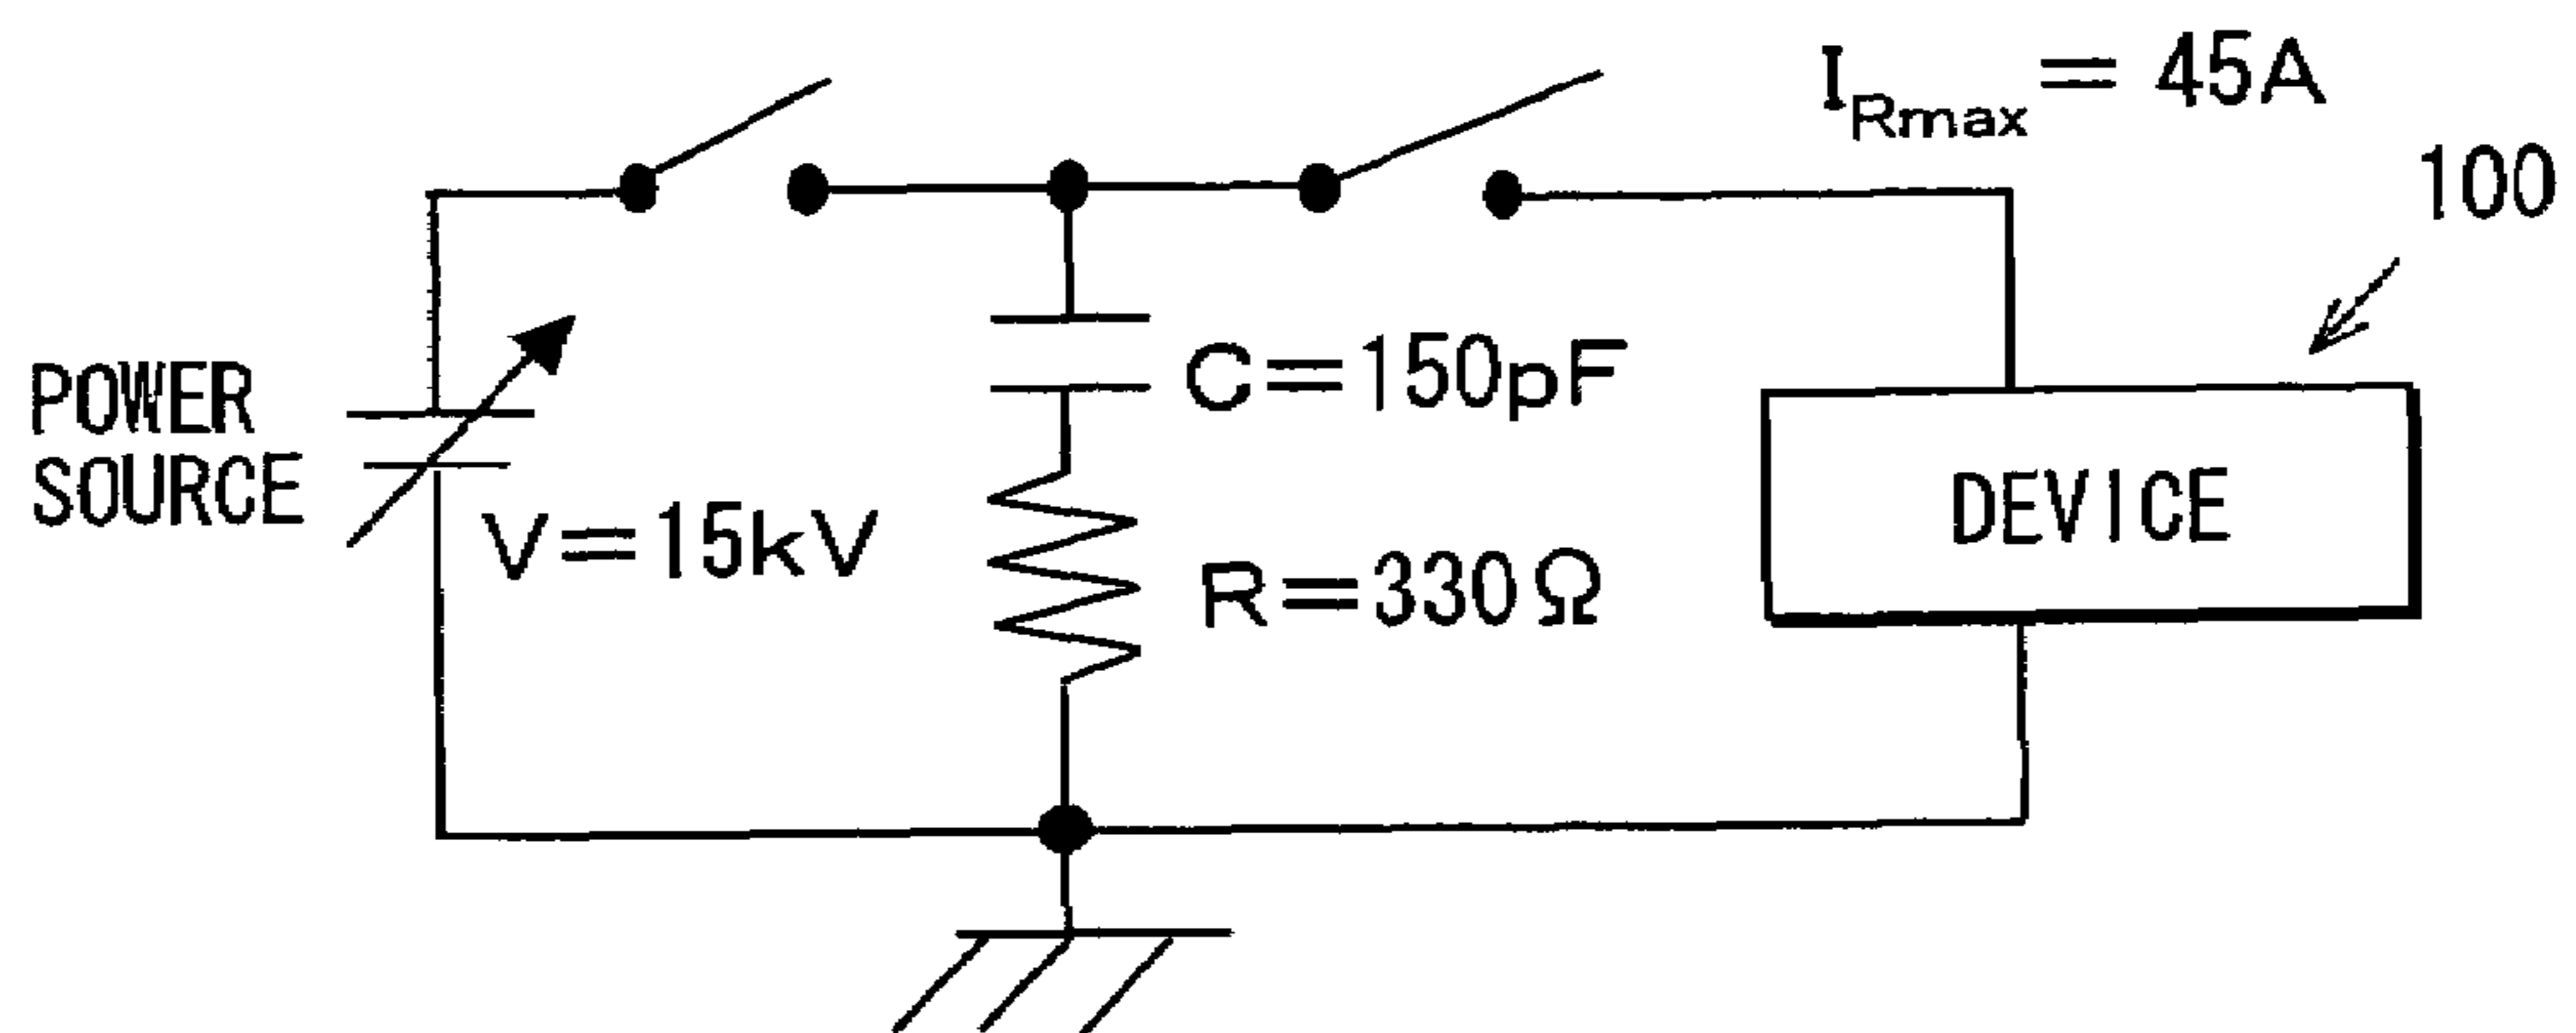 I_Rmax = 45A
100
POWER
SOURCE
V=15kV
C=150pF
R=330Ω
DEVICE